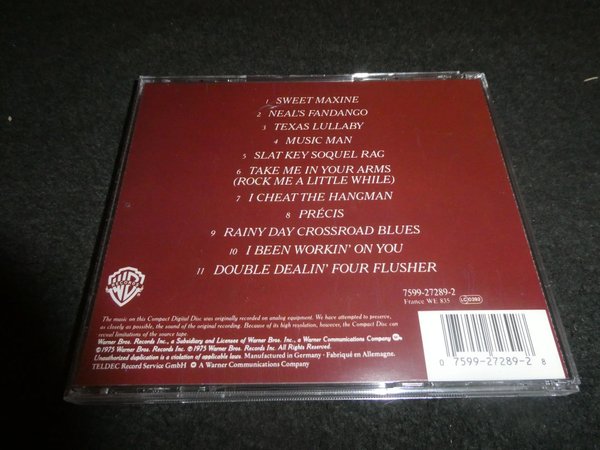 1 SWEET MAXINE
2 NEAL'S FANDANGO
3 TEXAS LULLABY
4 MUSIC MAN
5 SLAT KEY SOQUEL RAG
6 TAKE ME IN YOUR ARMS
(ROCK ME A LITTLE WHILE)
7 I CHEAT THE HANGMAN
8 PRÉCIS
9 RAINY DAY CROSSROAD BLUES
10 I BEEN WORKIN' ON YOU
11 DOUBLE DEALIN' FOUR FLUSHER
7599-27289-2
France WE 835
LC 0392
The music on this Compact Digital Disc was originally recorded on analog equipment. We have attempted to preserve,
as closely as possible, the sound of the original recording. Because of its high resolution, however, the Compact Disc can
reveal limitations of the source tape.
Warner Bros. Records Inc., a Subsidiary and Licensee of Warner Bros. Inc., a Warner Communications Company
© 1975 Warner Bros. Records Inc. ℗ 1975 Warner Bros. Records Inc. All Rights Reserved.
Unauthorized duplication is a violation of applicable laws. Manufactured in Germany · Fabriqué en Allemagne.
TELDEC Record Service GmbH A Warner Communications Company
0 7599-27289-2 8